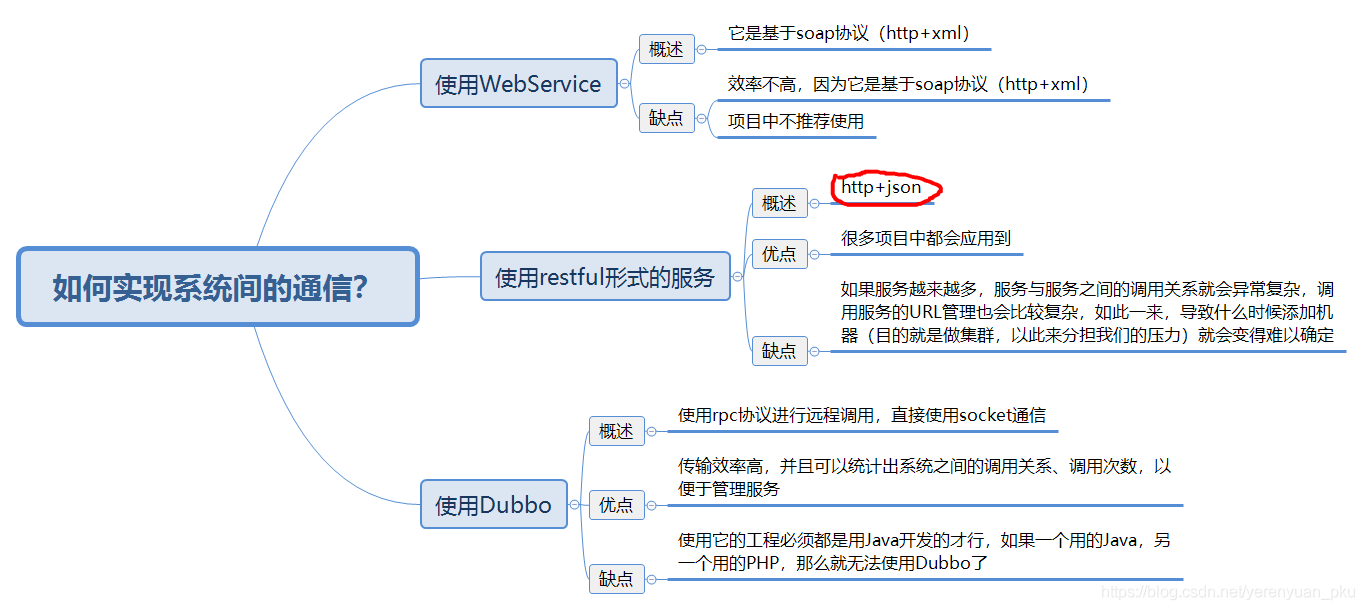 如何实现系统间的通信？
使用WebService
概述
它是基于soap协议（http+xml）
缺点
效率不高，因为它是基于soap协议（http+xml）
项目中不推荐使用
使用restful形式的服务
概述
http+json
优点
很多项目中都会应用到
缺点
如果服务越来越多，服务与服务之间的调用关系就会异常复杂，调
用服务的URL管理也会比较复杂，如此一来，导致什么时候添加机
器（目的就是做集群，以此来分担我们的压力）就会变得难以确定
使用Dubbo
概述
使用rpc协议进行远程调用，直接使用socket通信
优点
传输效率高，并且可以统计出系统之间的调用关系、调用次数，以
便于管理服务
缺点
使用它的工程必须都是用Java开发的才行，如果一个用的Java，另
一个用的PHP，那么就无法使用Dubbo了
https://blog.csdn.net/yerenyuan_pku